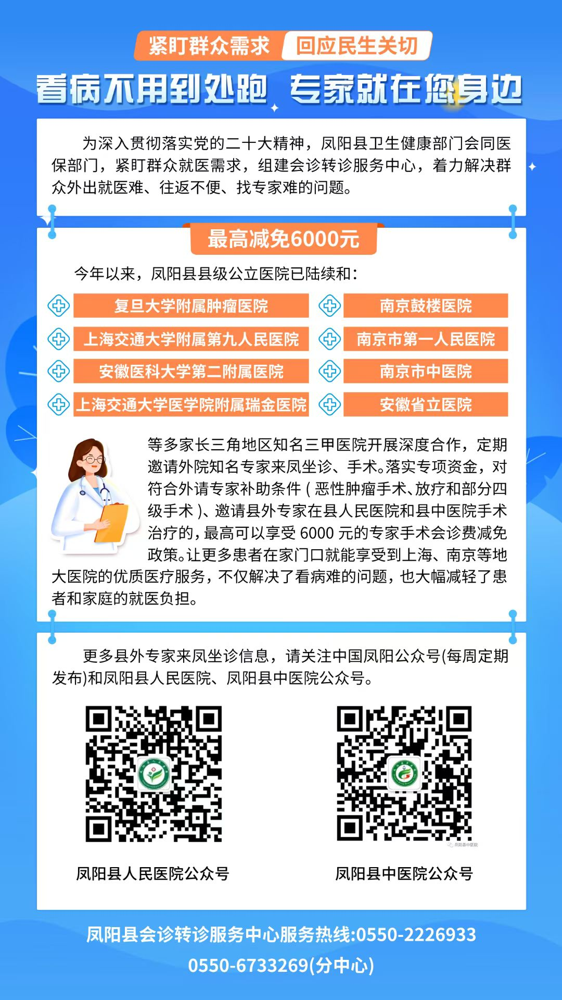 紧盯群众需求 回应民生关切
看病不用到处跑 专家就在您身边
为深入贯彻落实党的二十大精神，凤阳县卫生健康部门会同医
保部门，紧盯群众就医需求，组建会诊转诊服务中心，着力解决群
众外出就医难、往返不便、找专家难的问题。
最高减免6000元
今年以来，凤阳县县级公立医院已陆续和：
复旦大学附属肿瘤医院 南京鼓楼医院
上海交通大学附属第九人民医院 南京市第一人民医院
安徽医科大学第二附属医院 南京市中医院
上海交通大学医学院附属瑞金医院 安徽省立医院
等多家长三角地区知名三甲医院开展深度合作，定期
邀请外院知名专家来凤坐诊、手术。落实专项资金，对
符合外请专家补助条件(恶性肿瘤手术、放疗和部分四
级手术)、邀请县外专家在县人民医院和县中医院手术
治疗的，最高可以享受6000元的专家手术会诊费减免
政策。让更多患者在家门口就能享受到上海、南京等地
大医院的优质医疗服务，不仅解决了看病难的问题，也大幅减轻了患
者和家庭的就医负担。
更多县外专家来凤坐诊信息，请关注中国凤阳公众号(每周定期
发布)和凤阳县人民医院、凤阳县中医院公众号。
凤阳县中医院
凤阳县人民医院公众号 凤阳县中医院公众号
凤阳县会诊转诊服务中心服务热线:0550-2226933
0550-6733269(分中心)